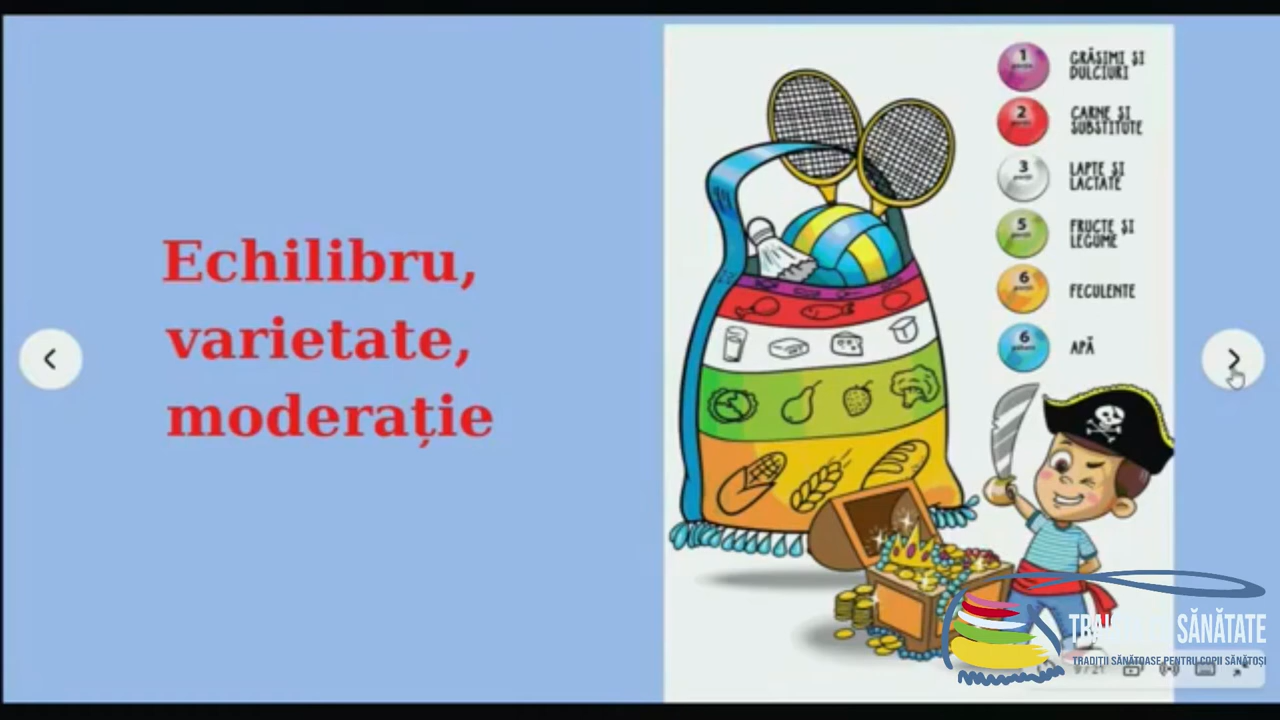 Echilibru,
varietate,
moderație
1
GRĂSIMI ȘI
DULCIURI
2
CARNE ȘI
SUBSTITUTE
3
LAPTE ȘI
LACTATE
5
FRUCTE ȘI
LEGUME
6
FECULENTE
6
APĂ
SĂNĂTATE
TRADIȚII SĂNĂTOASE PENTRU COPII SĂNĂTOȘI